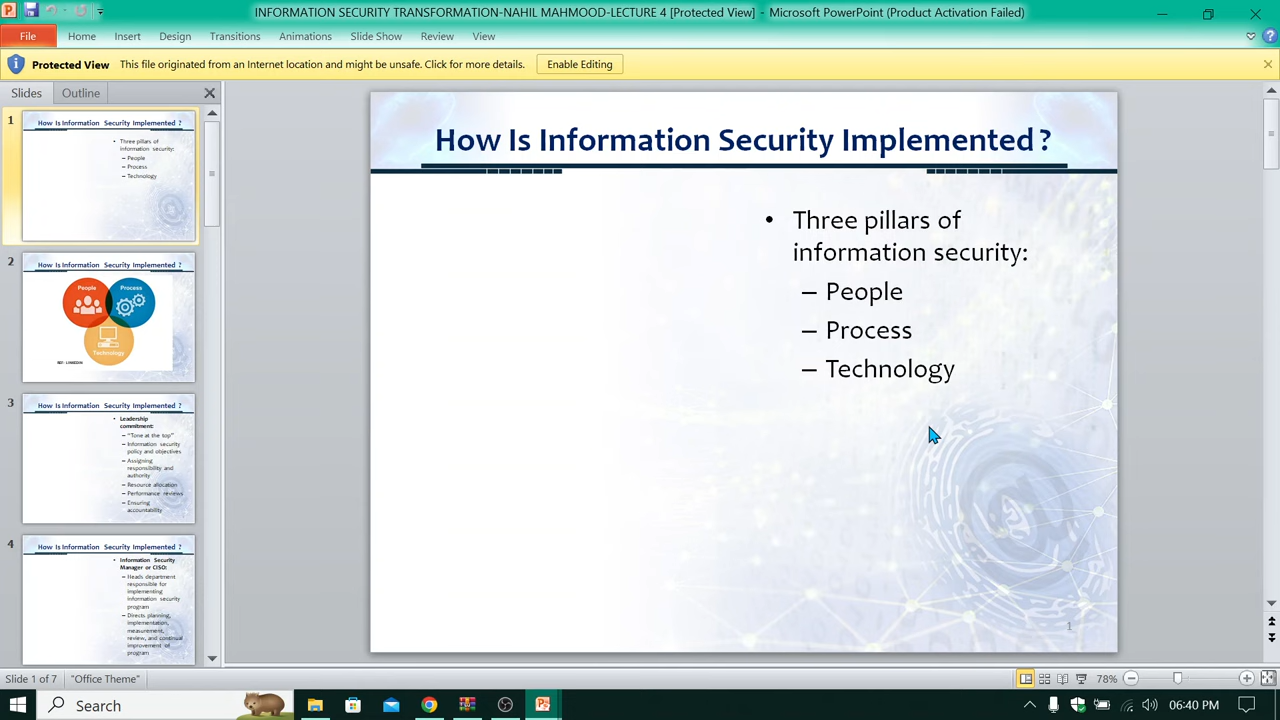 INFORMATION SECURITY TRANSFORMATION-NAHIL MAHMOOD-LECTURE 4 [Protected View] - Microsoft PowerPoint (Product Activation Failed)
File Home Insert Design Transitions Animations Slide Show Review View
Protected View This file originated from an Internet location and might be unsafe. Click for more details. Enable Editing
Slides Outline
1
How Is Information Security Implemented ?
• Three pillars of
information security:
– People
– Process
– Technology
2
How Is Information Security Implemented ?
People Process
Technology
REF: LINKEDIN
3
How Is Information Security Implemented ?
• Leadership
commitment:
– "Tone at the top"
– Information security
policy and objectives
– Assigning
responsibility and
authority
– Resource allocation
– Performance reviews
– Ensuring
accountability
4
How Is Information Security Implemented ?
• Information Security
Manager or CISO:
– Heads department
responsible for
implementing
information security
program
– Directs planning,
implementation,
measurement,
review, and continual
improvement of
program
How Is Information Security Implemented ?
• Three pillars of
information security:
– People
– Process
– Technology
1
Slide 1 of 7 "Office Theme" 78%
Search 06:40 PM